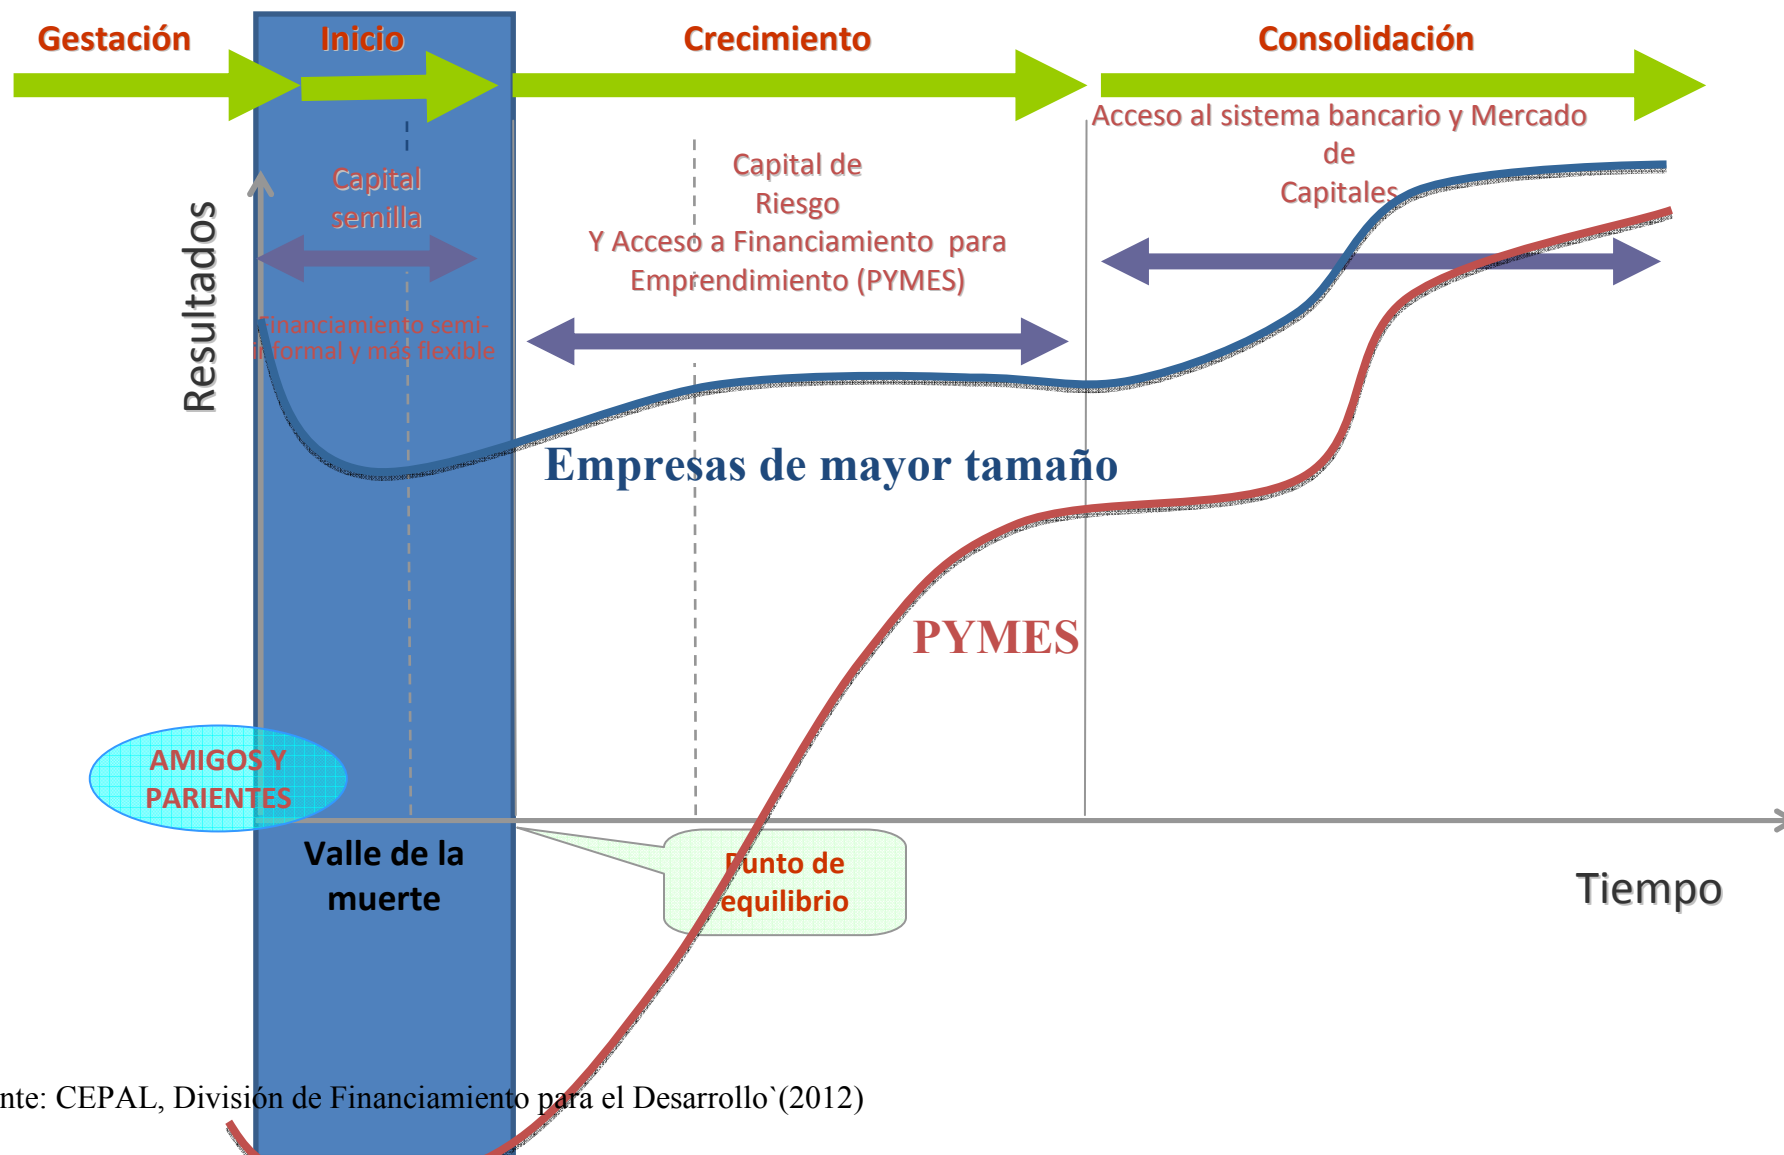 Gestación
Inicio
Crecimiento
Consolidación
Acceso al sistema bancario y Mercado
de
Capitales
Capital
semilla
Capital de
Riesgo
Y Acceso a Financiamiento para
Emprendimiento (PYMES)
Resultados
Financiamiento semi-
informal y más flexible
Empresas de mayor tamaño
PYMES
AMIGOS Y
PARIENTES
Valle de la
muerte
Punto de
equilibrio
Tiempo
nte: CEPAL, División de Financiamiento para el Desarrollo`(2012)